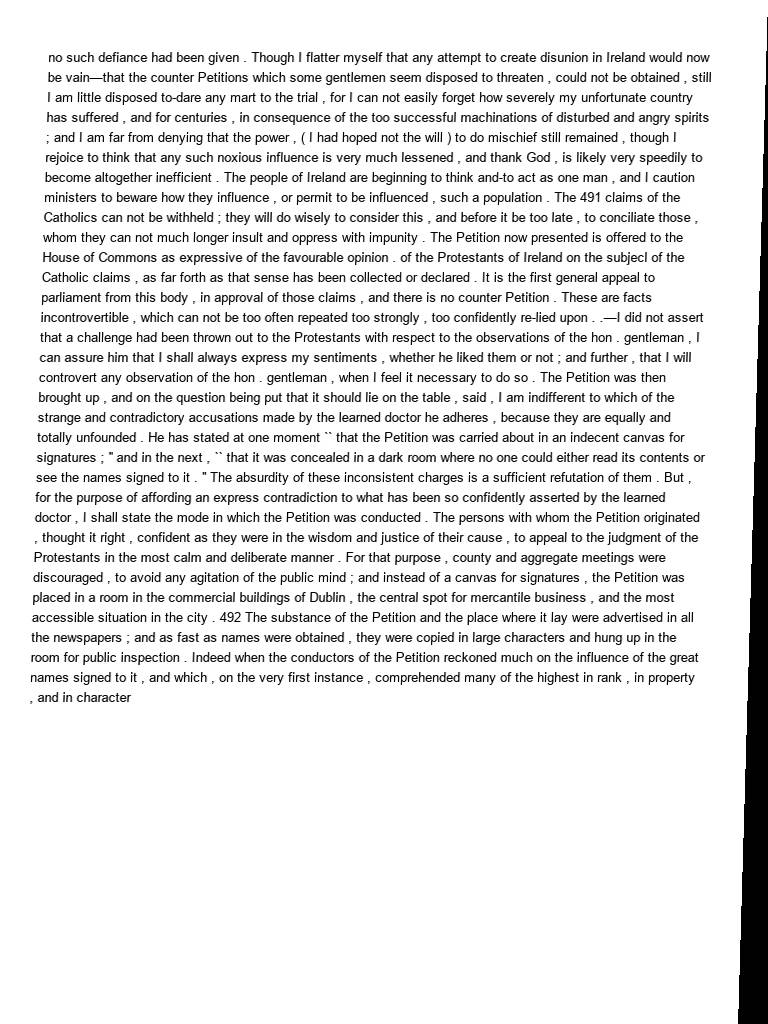 no such defiance had been given . Though I flatter myself that any attempt to create disunion in Ireland would now
be vain—that the counter Petitions which some gentlemen seem disposed to threaten , could not be obtained , still
I am little disposed to-dare any mart to the trial , for I can not easily forget how severely my unfortunate country
has suffered , and for centuries , in consequence of the too successful machinations of disturbed and angry spirits
; and I am far from denying that the power , ( I had hoped not the will ) to do mischief still remained , though I
rejoice to think that any such noxious influence is very much lessened , and thank God , is likely very speedily to
become altogether inefficient . The people of Ireland are beginning to think and-to act as one man , and I caution
ministers to beware how they influence , or permit to be influenced , such a population . The 491 claims of the
Catholics can not be withheld ; they will do wisely to consider this , and before it be too late , to conciliate those ,
whom they can not much longer insult and oppress with impunity . The Petition now presented is offered to the
House of Commons as expressive of the favourable opinion . of the Protestants of Ireland on the subjecl of the
Catholic claims , as far forth as that sense has been collected or declared . It is the first general appeal to
parliament from this body , in approval of those claims , and there is no counter Petition . These are facts
incontrovertible , which can not be too often repeated too strongly , too confidently re-lied upon . .—I did not assert
that a challenge had been thrown out to the Protestants with respect to the observations of the hon . gentleman , I
can assure him that I shall always express my sentiments , whether he liked them or not ; and further , that I will
controvert any observation of the hon . gentleman , when I feel it necessary to do so . The Petition was then
brought up , and on the question being put that it should lie on the table , said , I am indifferent to which of the
strange and contradictory accusations made by the learned doctor he adheres , because they are equally and
totally unfounded . He has stated at one moment `` that the Petition was carried about in an indecent canvas for
signatures ; " and in the next , `` that it was concealed in a dark room where no one could either read its contents or
see the names signed to it . " The absurdity of these inconsistent charges is a sufficient refutation of them . But ,
for the purpose of affording an express contradiction to what has been so confidently asserted by the learned
doctor , I shall state the mode in which the Petition was conducted . The persons with whom the Petition originated
, thought it right , confident as they were in the wisdom and justice of their cause , to appeal to the judgment of the
Protestants in the most calm and deliberate manner . For that purpose , county and aggregate meetings were
discouraged , to avoid any agitation of the public mind ; and instead of a canvas for signatures , the Petition was
placed in a room in the commercial buildings of Dublin , the central spot for mercantile business , and the most
accessible situation in the city . 492 The substance of the Petition and the place where it lay were advertised in all
the newspapers ; and as fast as names were obtained , they were copied in large characters and hung up in the
room for public inspection . Indeed when the conductors of the Petition reckoned much on the influence of the great
names signed to it , and which , on the very first instance , comprehended many of the highest in rank , in property
, and in character